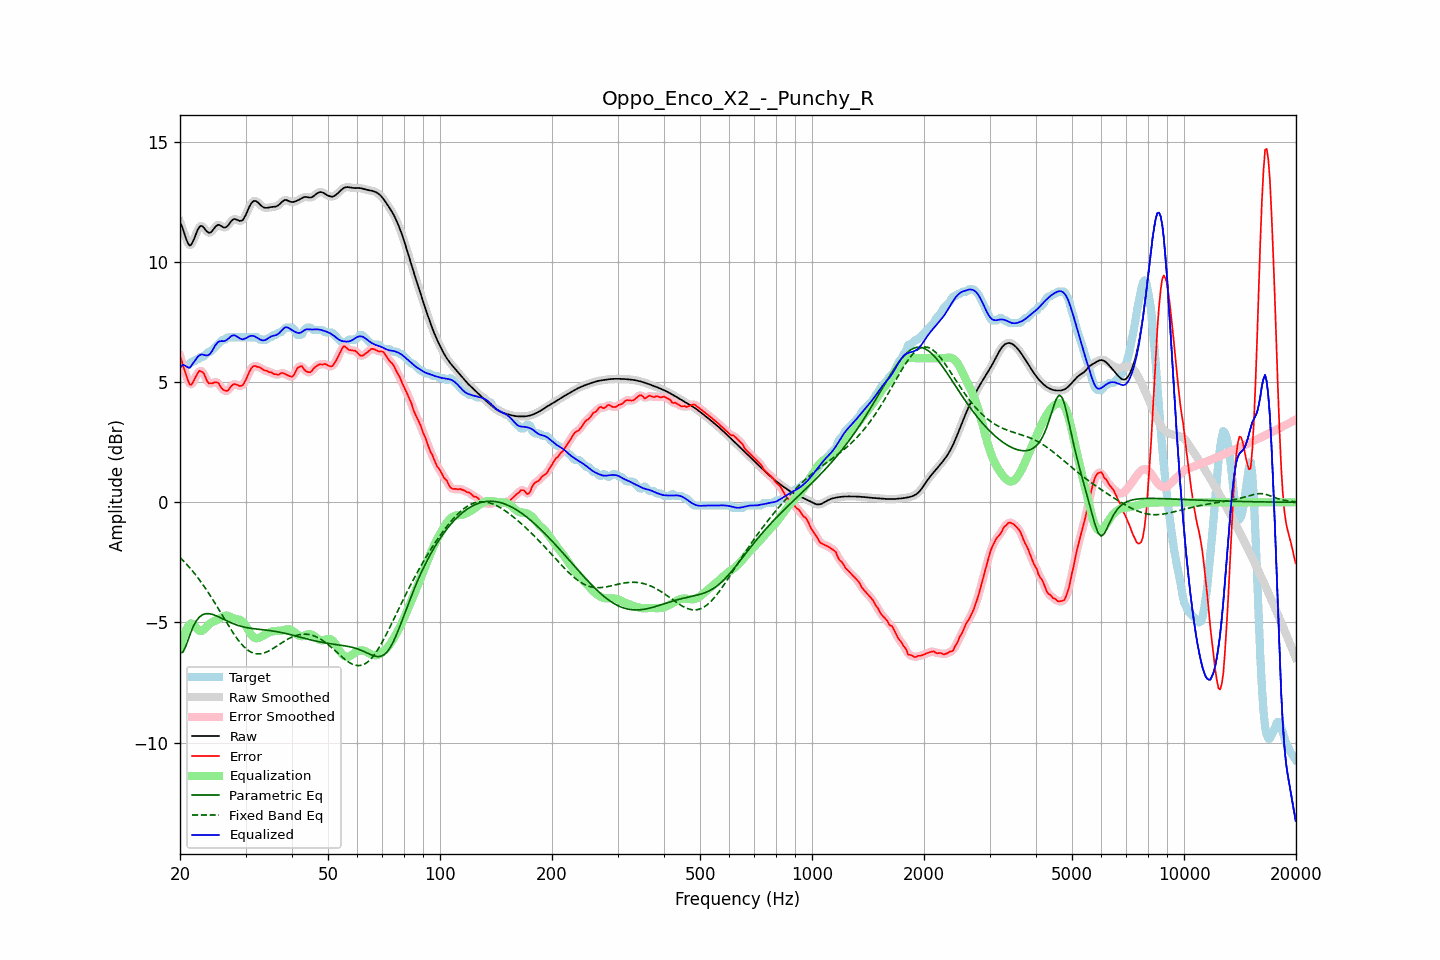 Oppo_Enco_X2_-_Punchy_R
15
10
5
0
−5
−10
Amplitude (dBr)
Target
Raw Smoothed
Error Smoothed
Raw
Error
Equalization
Parametric Eq
Fixed Band Eq
Equalized
20
50
100
200
500
1000
2000
5000
10000
20000
Frequency (Hz)